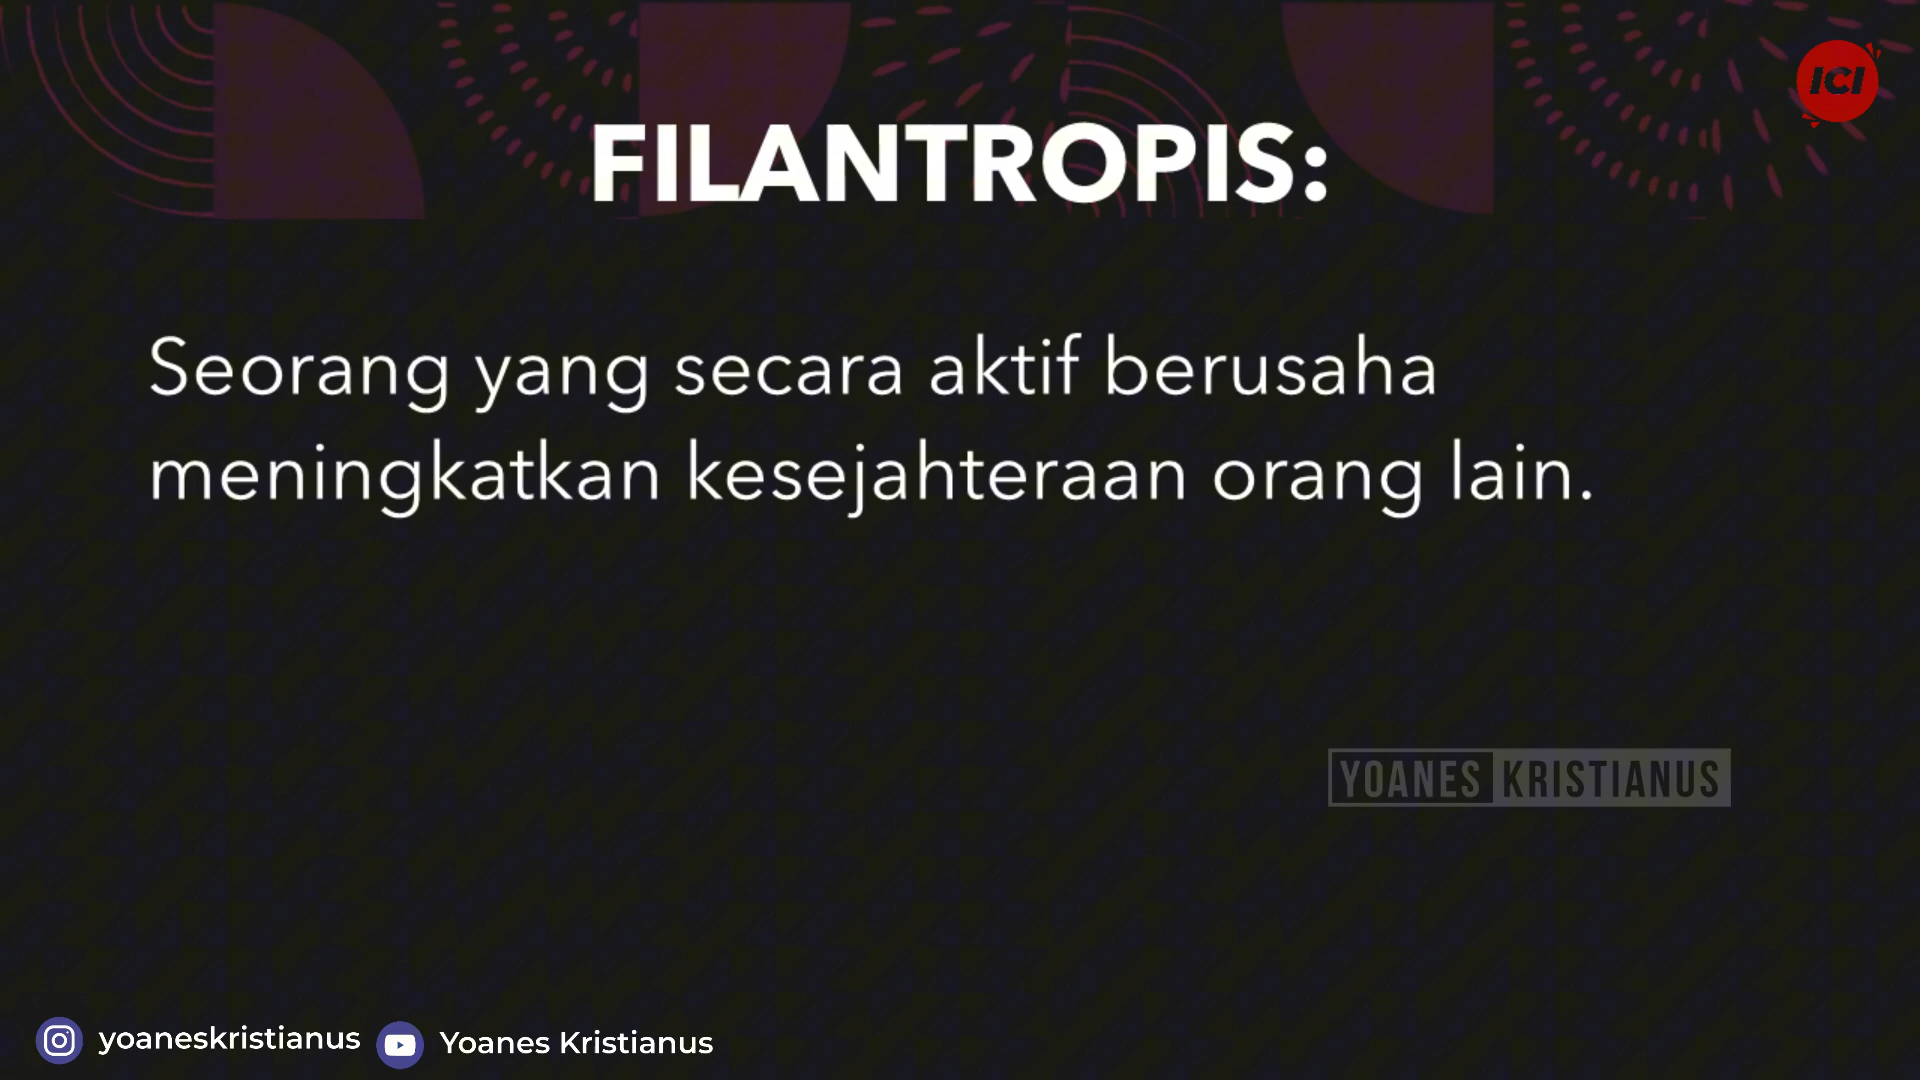 ICI
FILANTROPIS:
Seorang yang secara aktif berusaha
meningkatkan kesejahteraan orang lain.
YOANES KRISTIANUS
yoaneskristianus Yoanes Kristianus